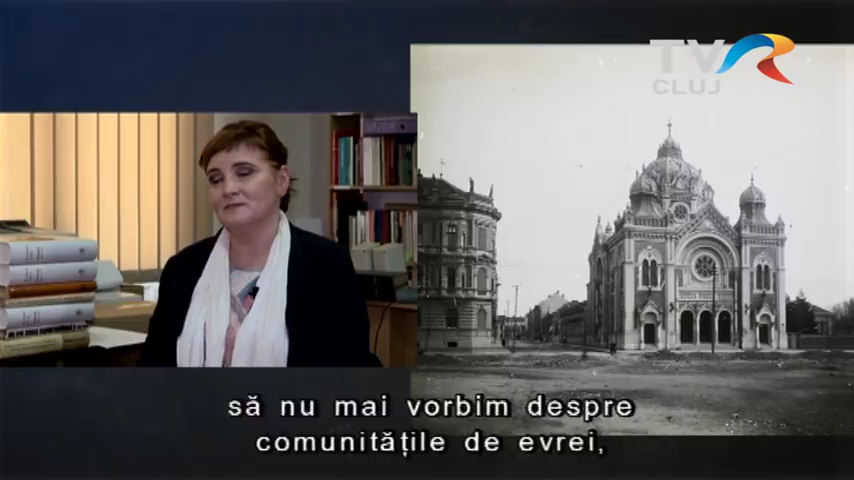 TVR
CLUJ
să nu mai vorbim despre
comunitățile de evrei,